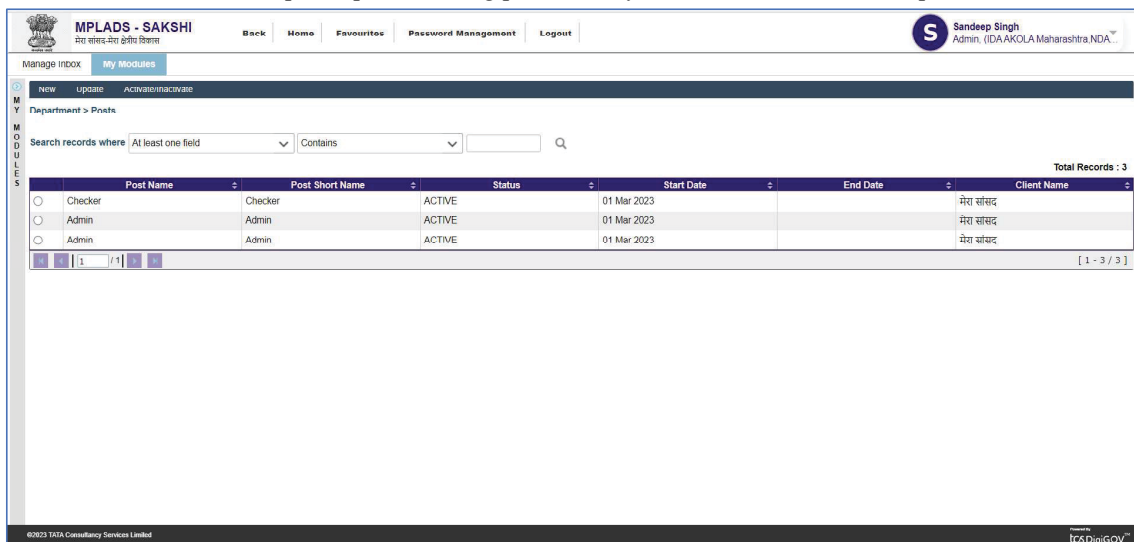 MPLADS - SAKSHI
मेरा सांसद-मेरा क्षेत्रीय विकास
Back Home Favourites Password Management Logout
S
Sandeep Singh
Admin, (IDA AKOLA Maharashtra,NDA...
Manage Inbox My Modules
New Update Activate/Inactivate
MY MODULES
Department > Posts
Search records where At least one field Contains
Total Records : 3
Post Name Post Short Name Status Start Date End Date Client Name
Checker Checker ACTIVE 01 Mar 2023 मेरा सांसद
Admin Admin ACTIVE 01 Mar 2023 मेरा सांसद
Admin Admin ACTIVE 01 Mar 2023 मेरा सांसद
1 / 1 [ 1 - 3 / 3 ]
©2023 TATA Consultancy Services Limited
Powered By
tcs DigiGOV™